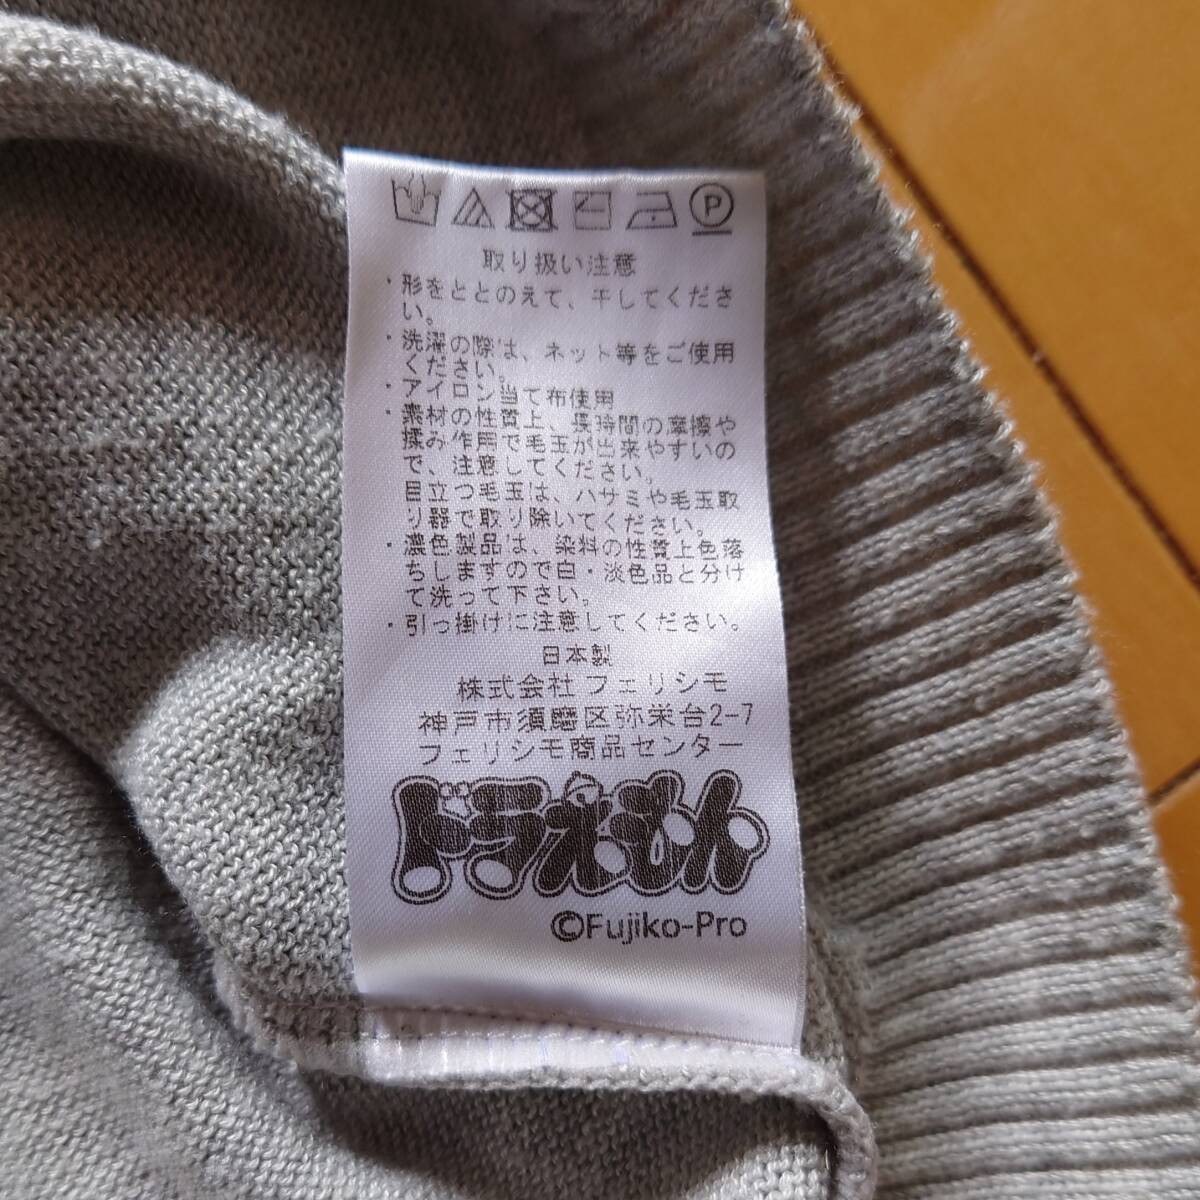 P
取り扱い注意
・形をととのえて、干してくださ
い。
・洗濯の際は、ネット等をご使用
ください。
・アイロン当て布使用
・素材の性質上、長時間の摩擦や
揉み作用で毛玉が出来やすいの
で、注意してください。
目立つ毛玉は、ハサミや毛玉取
り器で取り除いてください。
・濃色製品は、染料の性質上色落
ちしますので白・淡色品と分け
て洗って下さい。
・引っ掛けに注意してください。
日本製
株式会社 フェリシモ
神戸市須磨区弥栄台2-7
フェリシモ商品センター
ドラえもん
©Fujiko-Pro